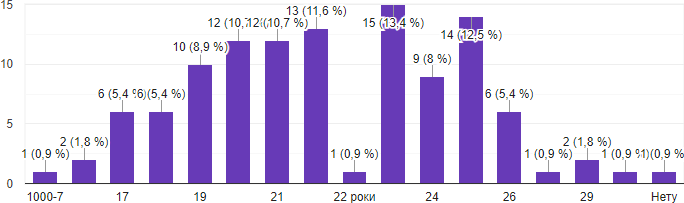 15
10
5
0
1 (0,9 %)
2 (1,8 %)
6 (5,4 %)
6 (5,4 %)
10 (8,9 %)
12 (10,7 %)
12 (10,7 %)
13 (11,6 %)
1 (0,9 %)
15 (13,4 %)
9 (8 %)
14 (12,5 %)
6 (5,4 %)
1 (0,9 %)
2 (1,8 %)
1 (0,9 %)
1 (0,9 %)
1000-7 17 19 21 22 роки 24 26 29 Нету